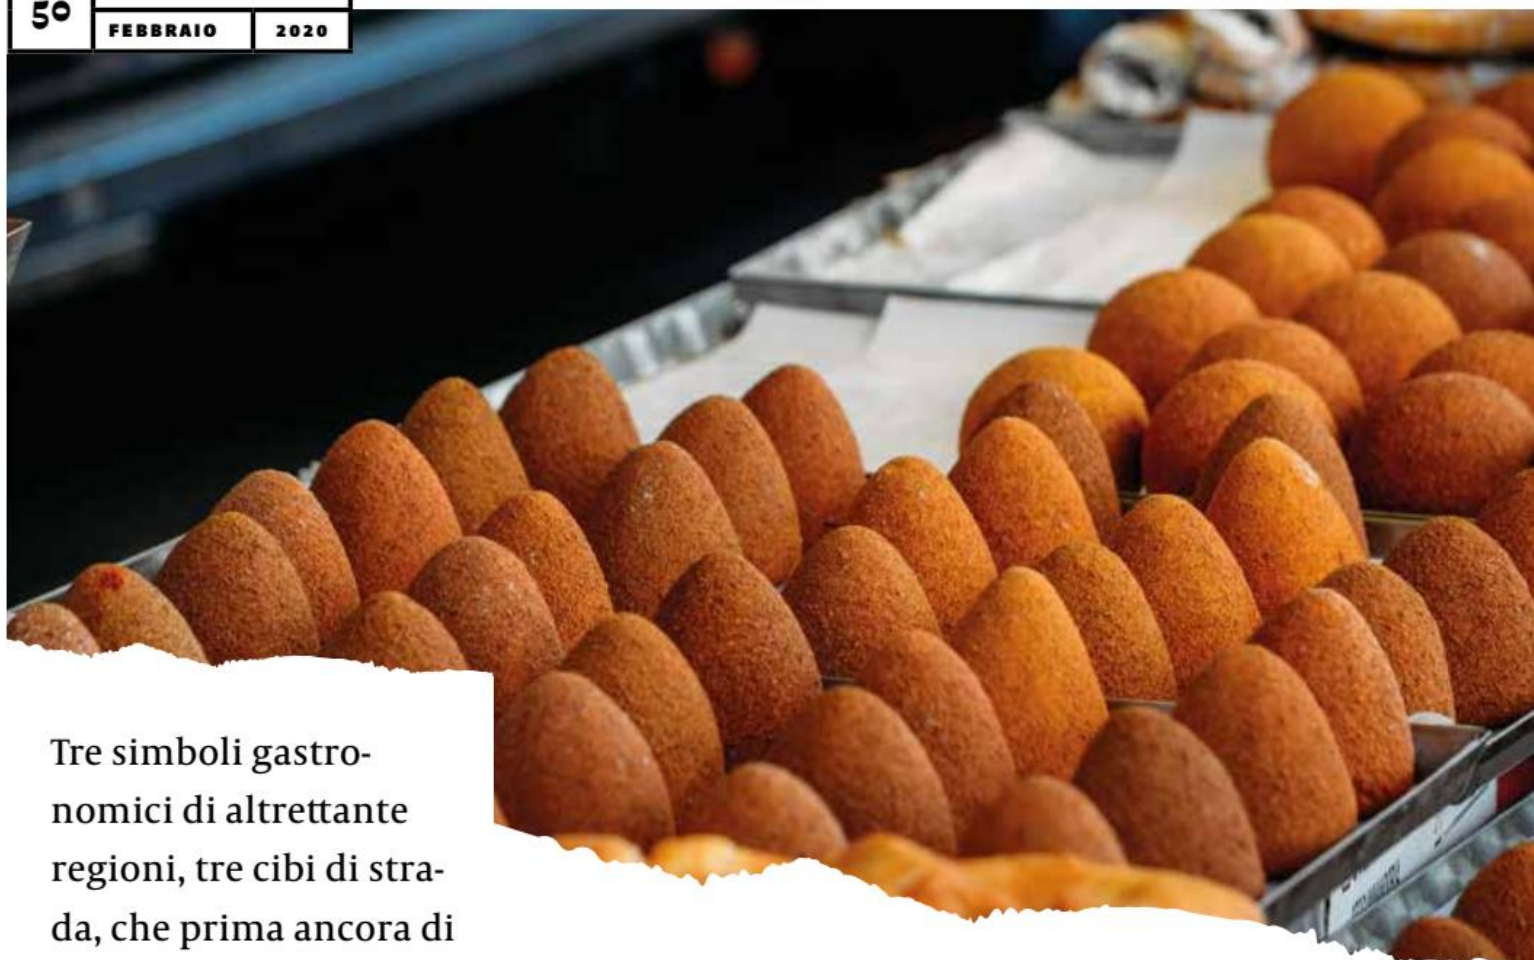 50
FEBBRAIO 2020
Tre simboli gastro-
nomici di altrettante
regioni, tre cibi di stra-
da, che prima ancora di